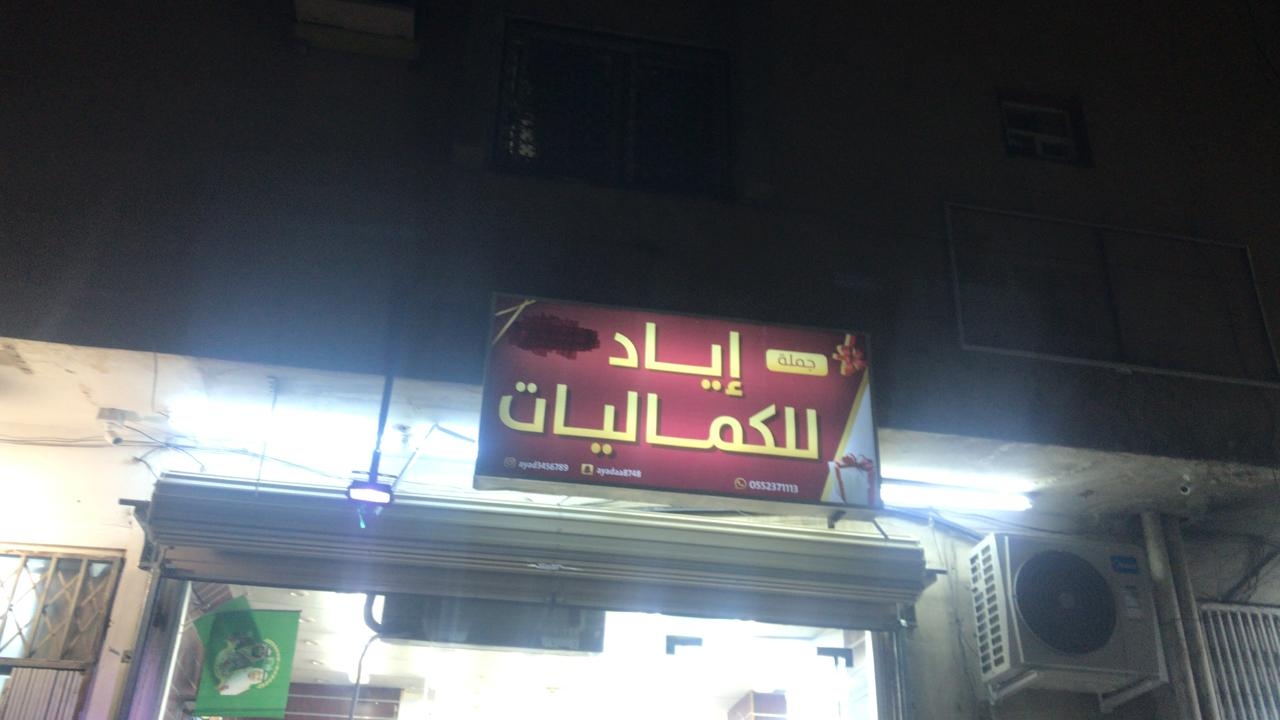 جملة
إياد
للكماليات
ayad3456789 ayadaa8748 0552371113